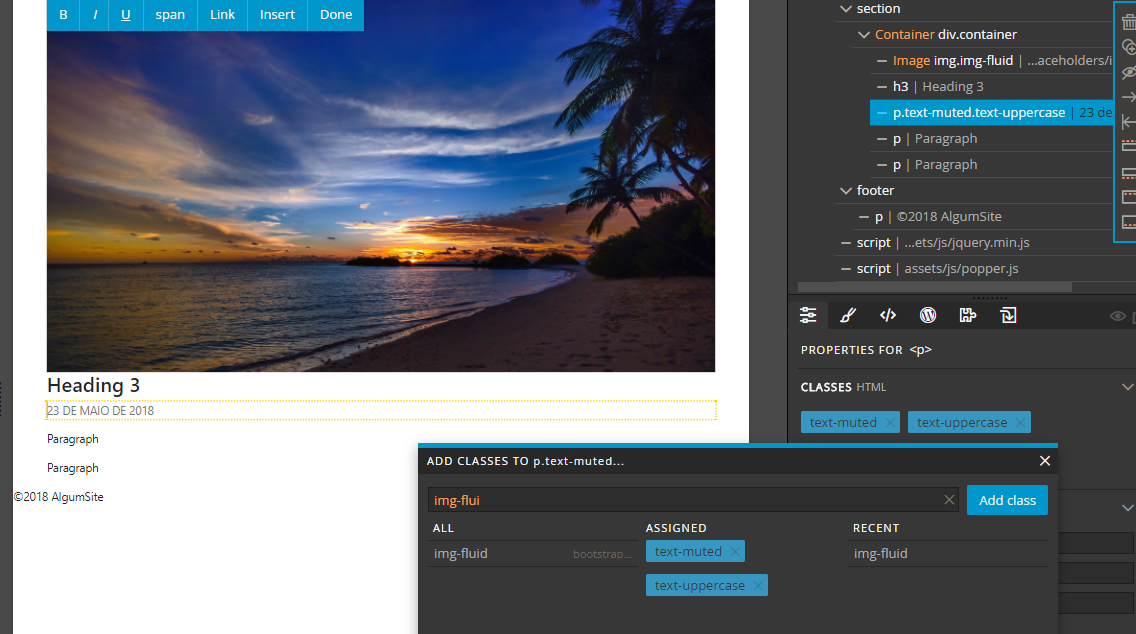 B I U span Link Insert Done
section
Container div.container
Image img.img-fluid | ...aceholders/i
h3 | Heading 3
p.text-muted.text-uppercase | 23 de
p | Paragraph
p | Paragraph
footer
p | ©2018 AlgumSite
script | ...ets/js/jquery.min.js
script | assets/js/popper.js
Heading 3
23 DE MAIO DE 2018
Paragraph
Paragraph
©2018 AlgumSite
PROPERTIES FOR <p>
CLASSES HTML
text-muted × text-uppercase ×
ADD CLASSES TO p.text-muted... ×
img-flui × Add class
ALL ASSIGNED RECENT
img-fluid bootstrap... text-muted × img-fluid
text-uppercase ×